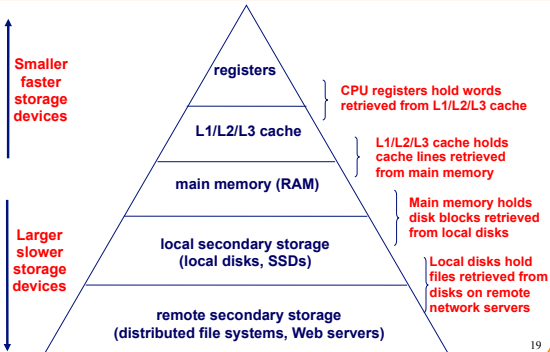 Smaller
faster
storage
devices
registers
CPU registers hold words
retrieved from L1/L2/L3 cache
L1/L2/L3 cache
L1/L2/L3 cache holds
cache lines retrieved
from main memory
main memory (RAM)
Main memory holds
disk blocks retrieved
from local disks
Larger
slower
storage
devices
local secondary storage
(local disks, SSDs)
Local disks hold
files retrieved from
disks on remote
network servers
remote secondary storage
(distributed file systems, Web servers)
19